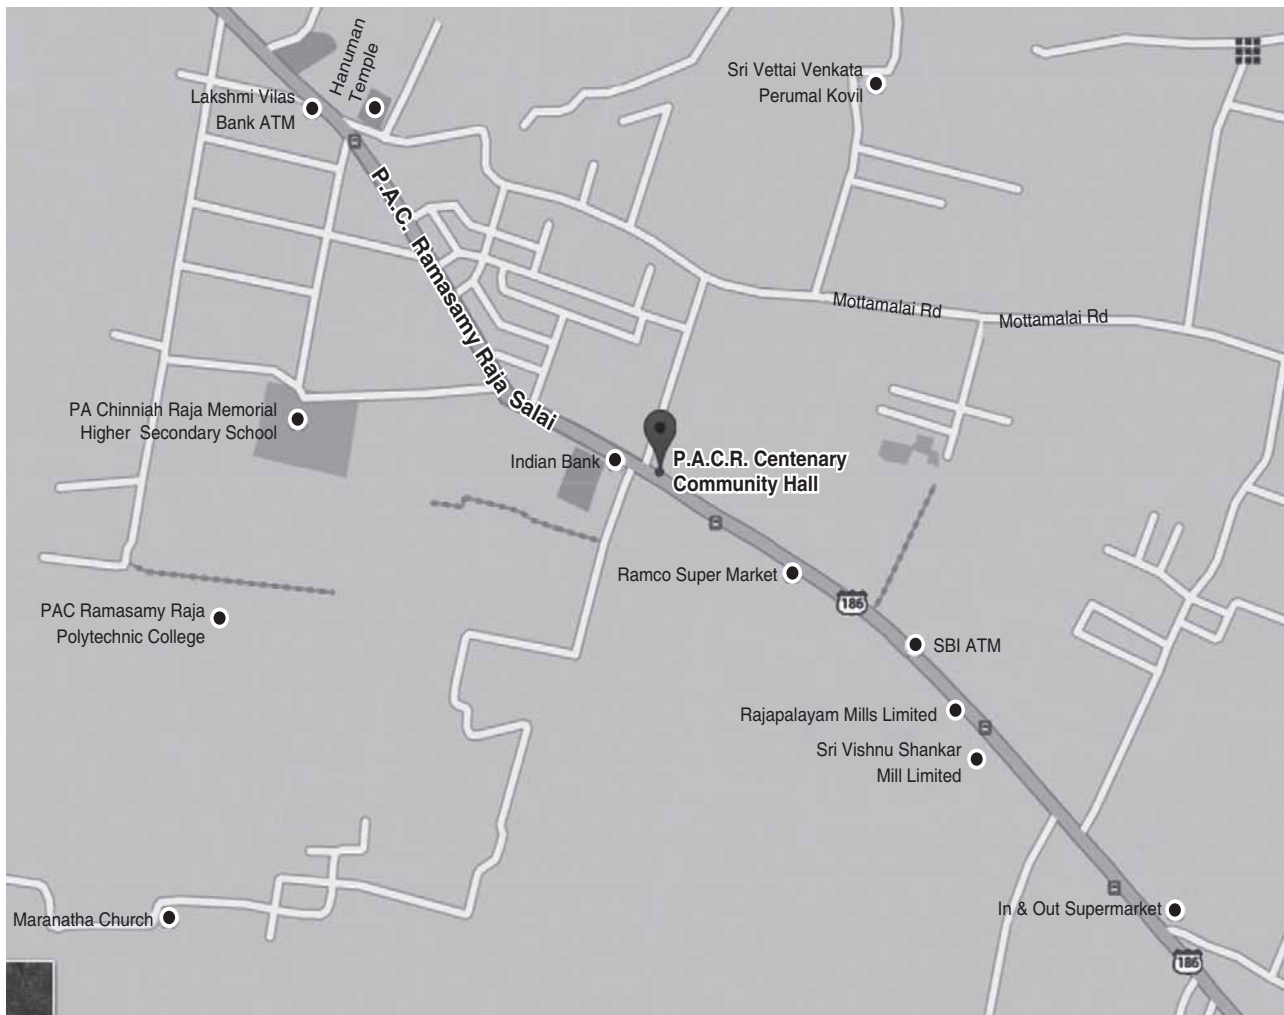 Hanuman
Temple
Sri Vettai Venkata
Perumal Kovil
Lakshmi Vilas
Bank ATM
P.A.C. Ramasamy Raja Salai
Mottamalai Rd
Mottamalai Rd
PA Chinniah Raja Memorial
Higher Secondary School
Indian Bank
P.A.C.R. Centenary
Community Hall
Ramco Super Market
186
PAC Ramasamy Raja
Polytechnic College
SBI ATM
Rajapalayam Mills Limited
Sri Vishnu Shankar
Mill Limited
In & Out Supermarket
Maranatha Church
186